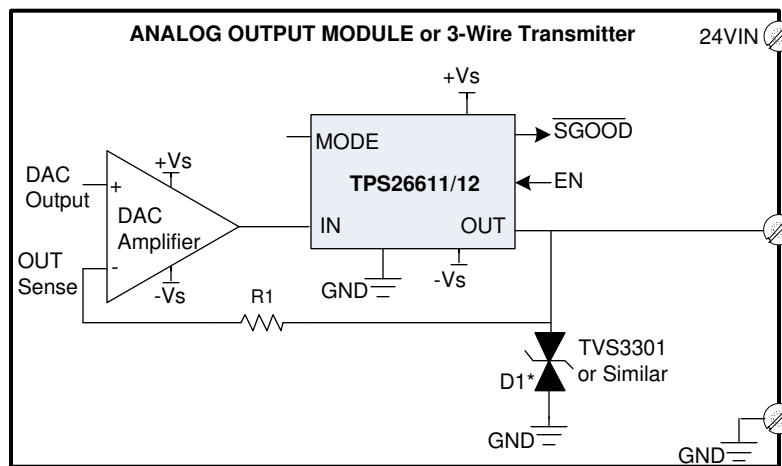 ANALOG OUTPUT MODULE or 3-Wire Transmitter
24VIN
+Vs
MODE
SGOOD
TPS26611/12
EN
+Vs
DAC
Output
+
DAC
Amplifier
IN
OUT
OUT
Sense
-
-Vs
GND
-Vs
R1
TVS3301
or Similar
D1*
GND
GND